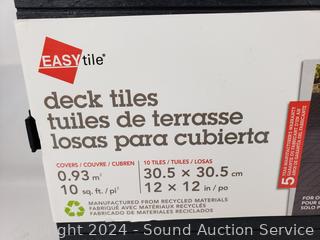 EASYtile®
deck tiles
tuiles de terrasse
losas para cubierta
COVERS / COUVRE / CUBREN
0.93 m²
10 sq. ft. / pi²
10 TILES / TUILES / LOSAS
30.5 × 30.5 cm
12 × 12 in / po
MANUFACTURED FROM RECYCLED MATERIALS
FABRIQUÉ AVEC MATÉRIAUX RECYCLÉS
FABRICADO DE MATERIALES RECICLADOS
5
FOR
right 2024 - Sound Auction Service